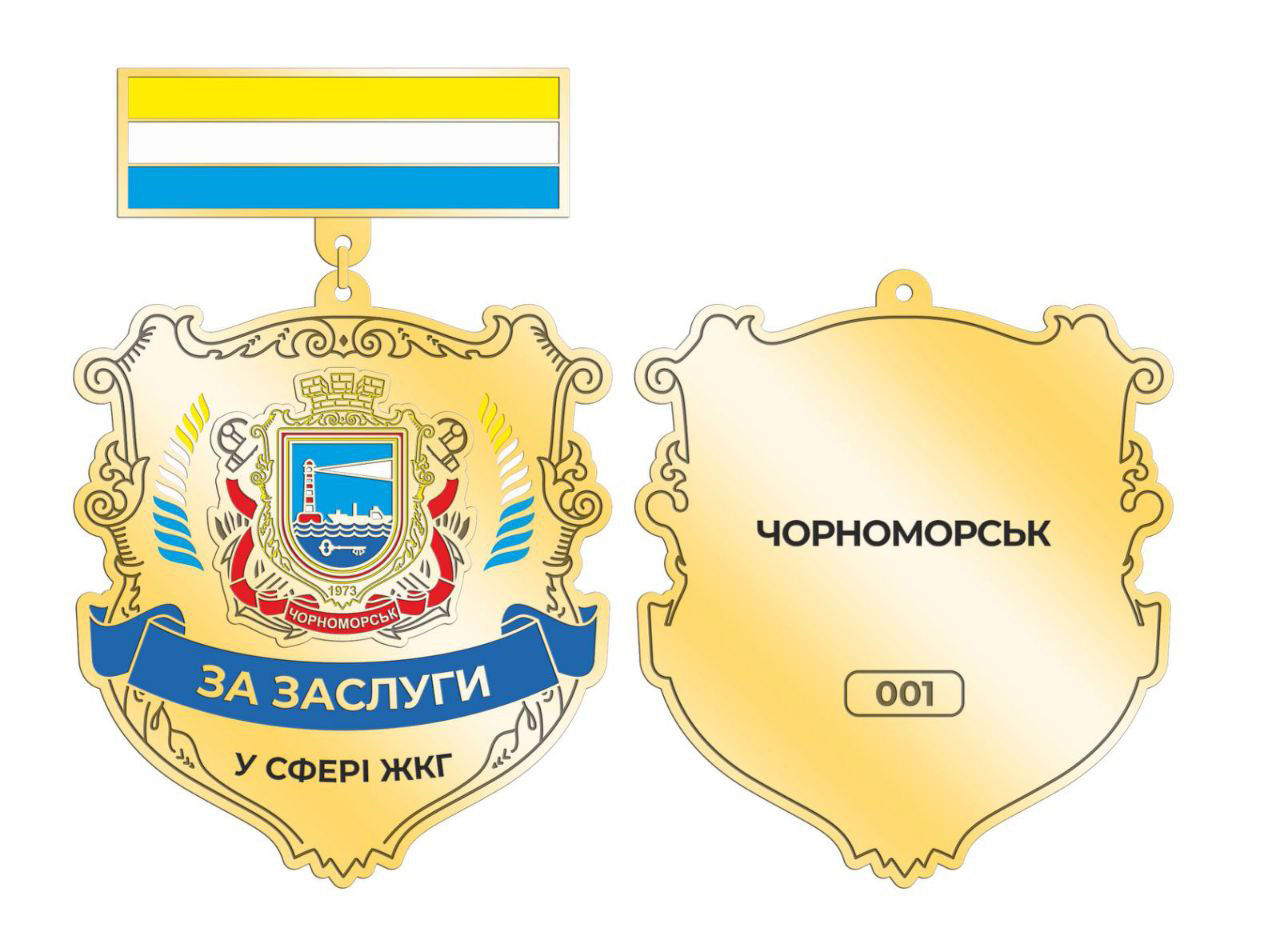 1973
ЧОРНОМОРСЬК
ЗА ЗАСЛУГИ
У СФЕРІ ЖКГ
ЧОРНОМОРСЬК
001